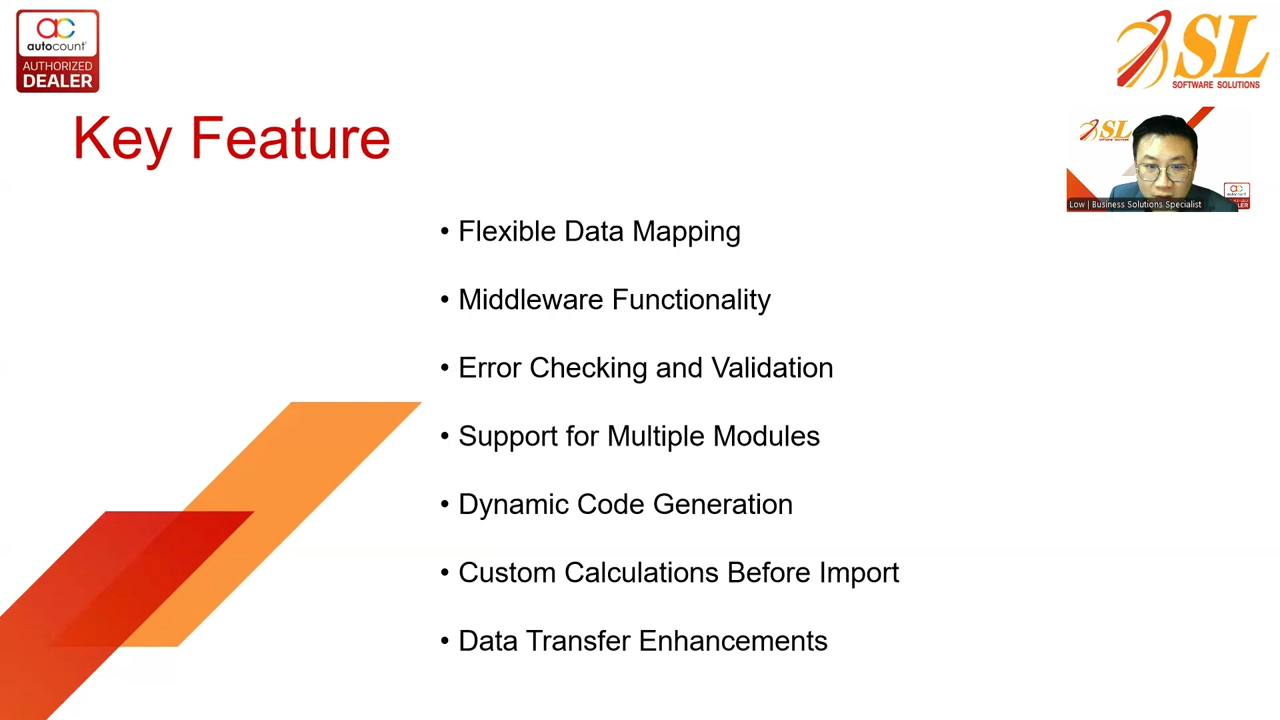 autocount
AUTHORIZED
DEALER
SL
SOFTWARE SOLUTIONS
Key Feature
SL
Low | Business Solutions Specialist
• Flexible Data Mapping
• Middleware Functionality
• Error Checking and Validation
• Support for Multiple Modules
• Dynamic Code Generation
• Custom Calculations Before Import
• Data Transfer Enhancements